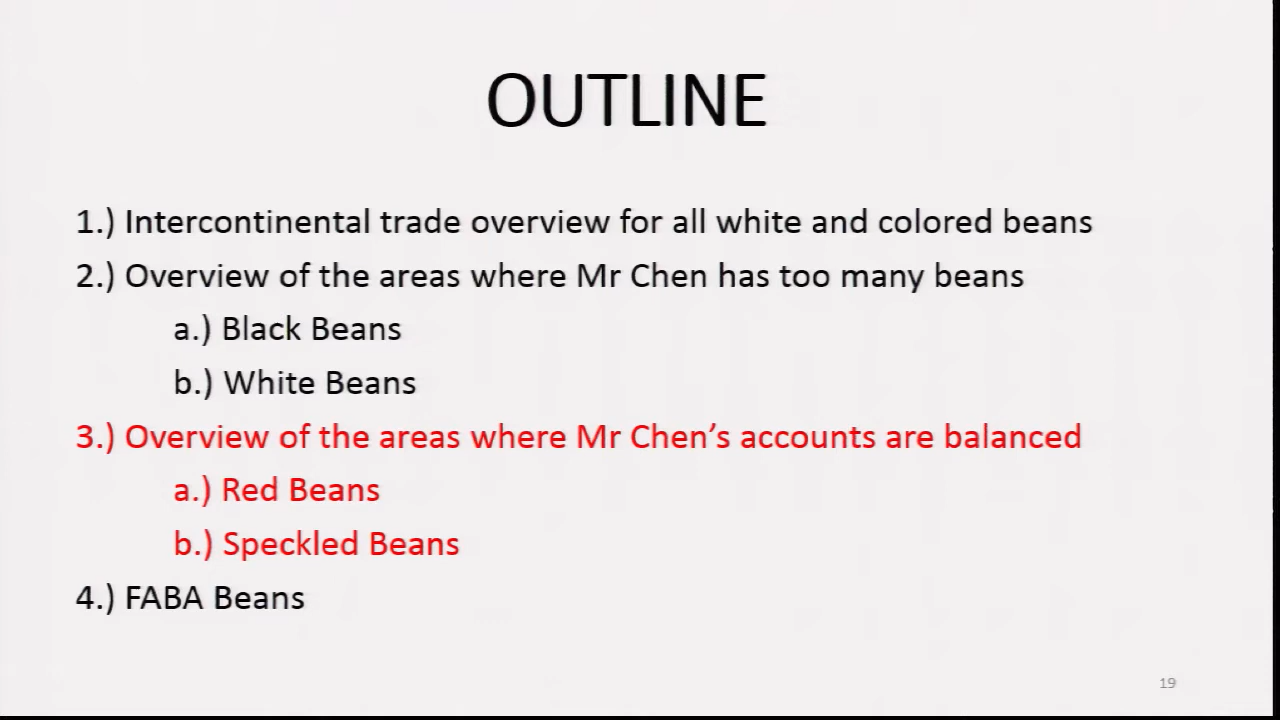 OUTLINE
1.) Intercontinental trade overview for all white and colored beans
2.) Overview of the areas where Mr Chen has too many beans
a.) Black Beans
b.) White Beans
3.) Overview of the areas where Mr Chen’s accounts are balanced
a.) Red Beans
b.) Speckled Beans
4.) FABA Beans
19